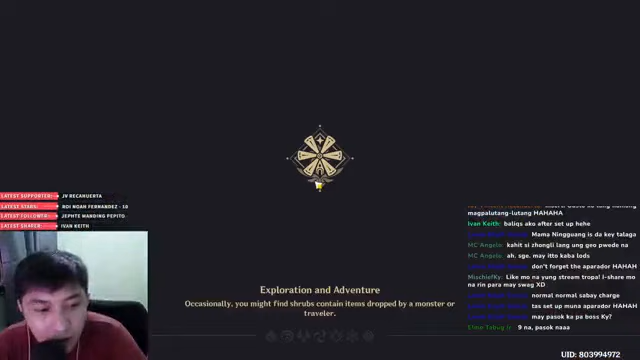 LATEST SUPPORTER: JV RECAHUERTA
LATEST STARS: ROI NOAH FERNANDEZ - 10
LATEST FOLLOWER: JEPHTE MANDING PEPITO
LATEST SHARER: IVAN KEITH
Exploration and Adventure
Occasionally, you might find shrubs contain items dropped by a monster or
traveler.
magpalutang-lutang HAHAHA
Ivan Keith: baliqs ako after set up hehe
Mama Ningguang is da key talaga
MC Angelo: kahit si zhongli lang ung geo pwede na
MC Angelo: ah. sge. may itto kaba lods
don't forget the aparador HAHAH
MischiefKy: Like mo na yung stream tropa! I-share mo
na rin para may swag XD
normal normal sabay charge
tas set up muna aparador HAHAH
may pasok ka pa boss Ky?
9 na, pasok naaa
UID: 803994972